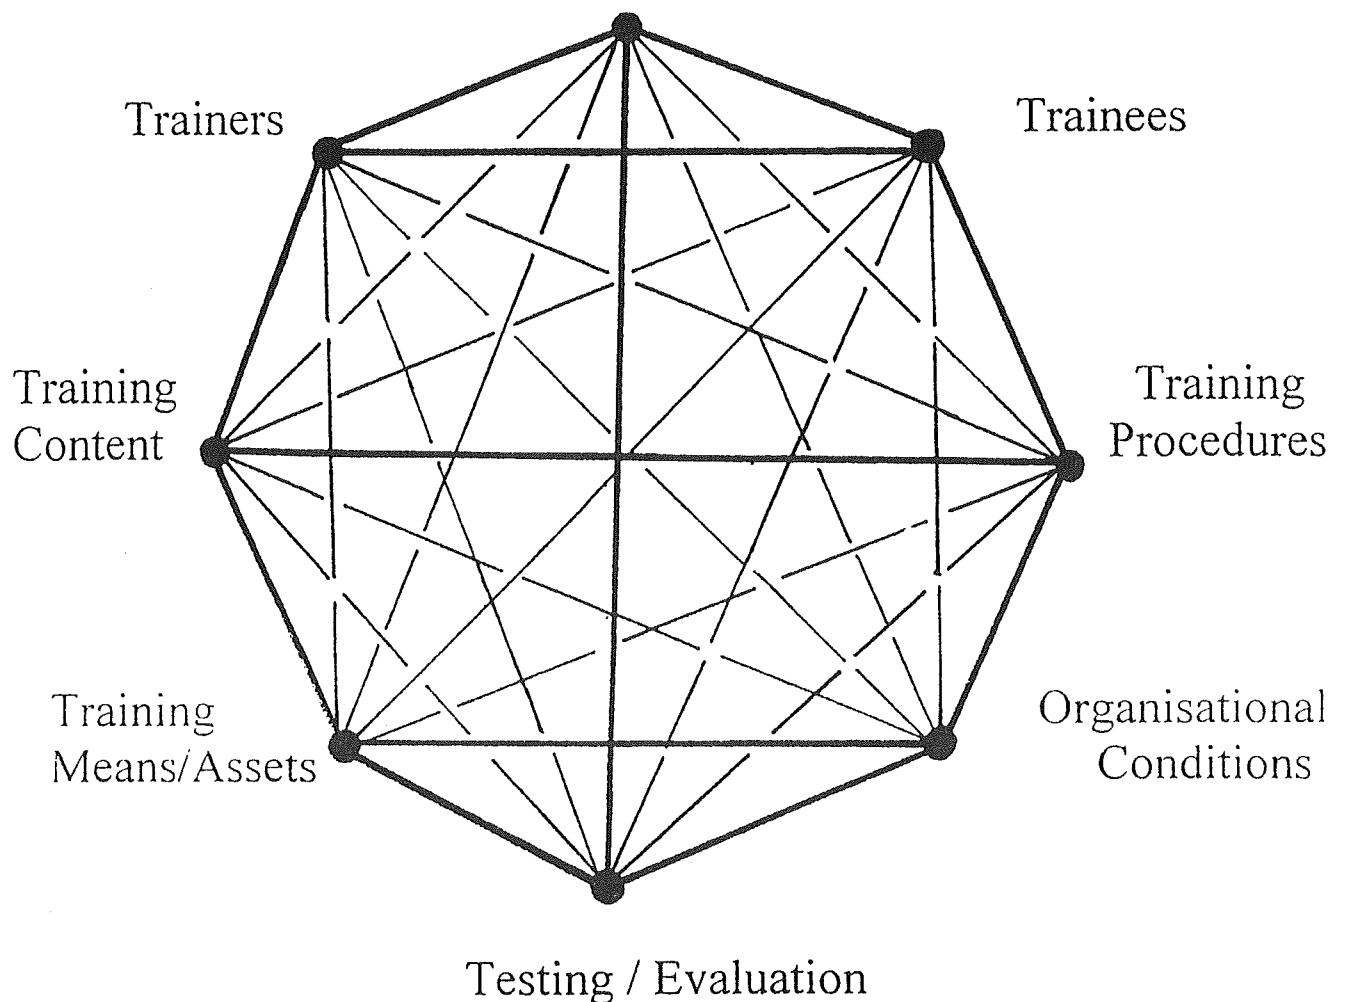 Trainers
Trainees
Training
Content
Training
Procedures
Training
Means/Assets
Organisational
Conditions
Testing / Evaluation